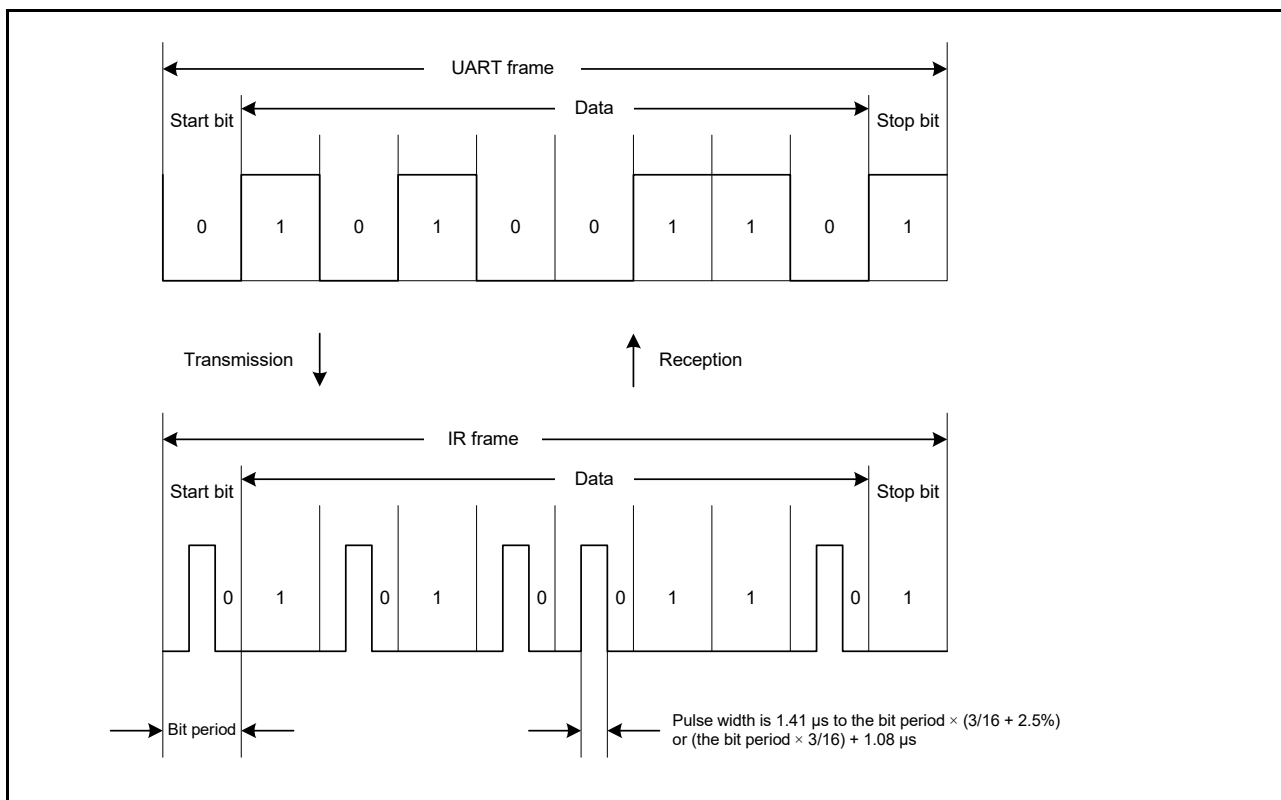 UART frame
Data
Start bit
Stop bit
0 1 0 1 0 0 1 1 0 1
Transmission
Reception
IR frame
Data
Start bit
Stop bit
0 1 0 1 0 0 1 1 0 1
Bit period
Pulse width is 1.41 µs to the bit period × (3/16 + 2.5%)
or (the bit period × 3/16) + 1.08 µs